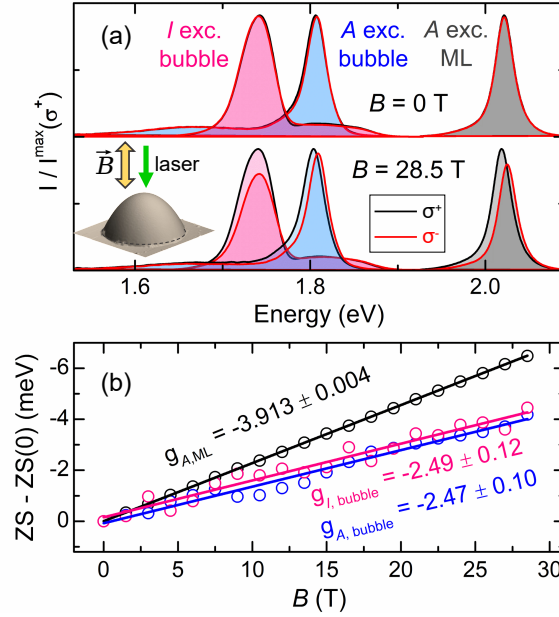 (a)
I exc.
bubble
A exc.
bubble
A exc.
ML
B = 0 T
B = 28.5 T
B⃗
laser
σ⁺
σ⁻
I / Iᵐᵃˣ(σ⁺)
1.6 1.8 2.0
Energy (eV)
(b)
-6
-4
-2
0
ZS - ZS(0) (meV)
g_A,ML = -3.913 ± 0.004
g_I, bubble = -2.49 ± 0.12
g_A, bubble = -2.47 ± 0.10
0 5 10 15 20 25 30
B (T)